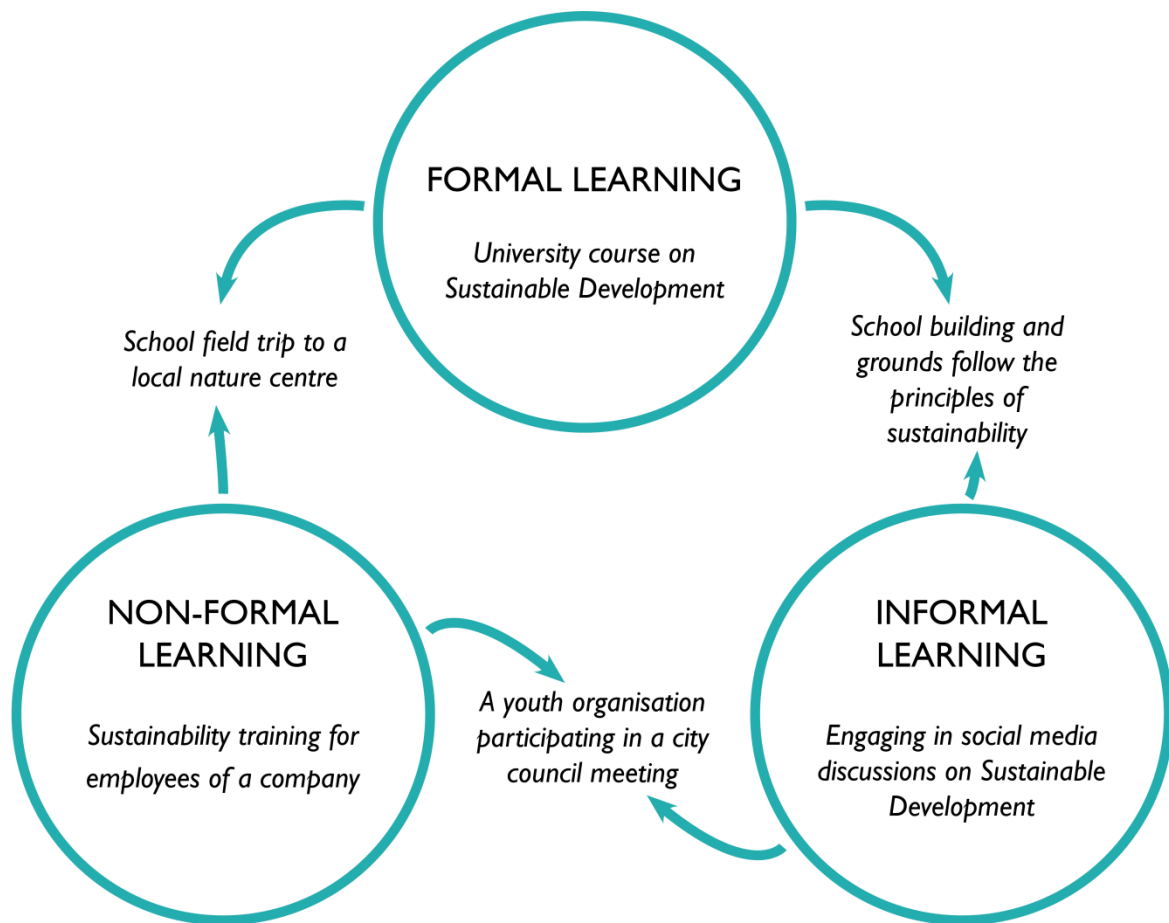 FORMAL LEARNING
University course on
Sustainable Development
School field trip to a
local nature centre
School building and
grounds follow the
principles of
sustainability
NON-FORMAL
LEARNING
Sustainability training for
employees of a company
A youth organisation
participating in a city
council meeting
INFORMAL
LEARNING
Engaging in social media
discussions on Sustainable
Development